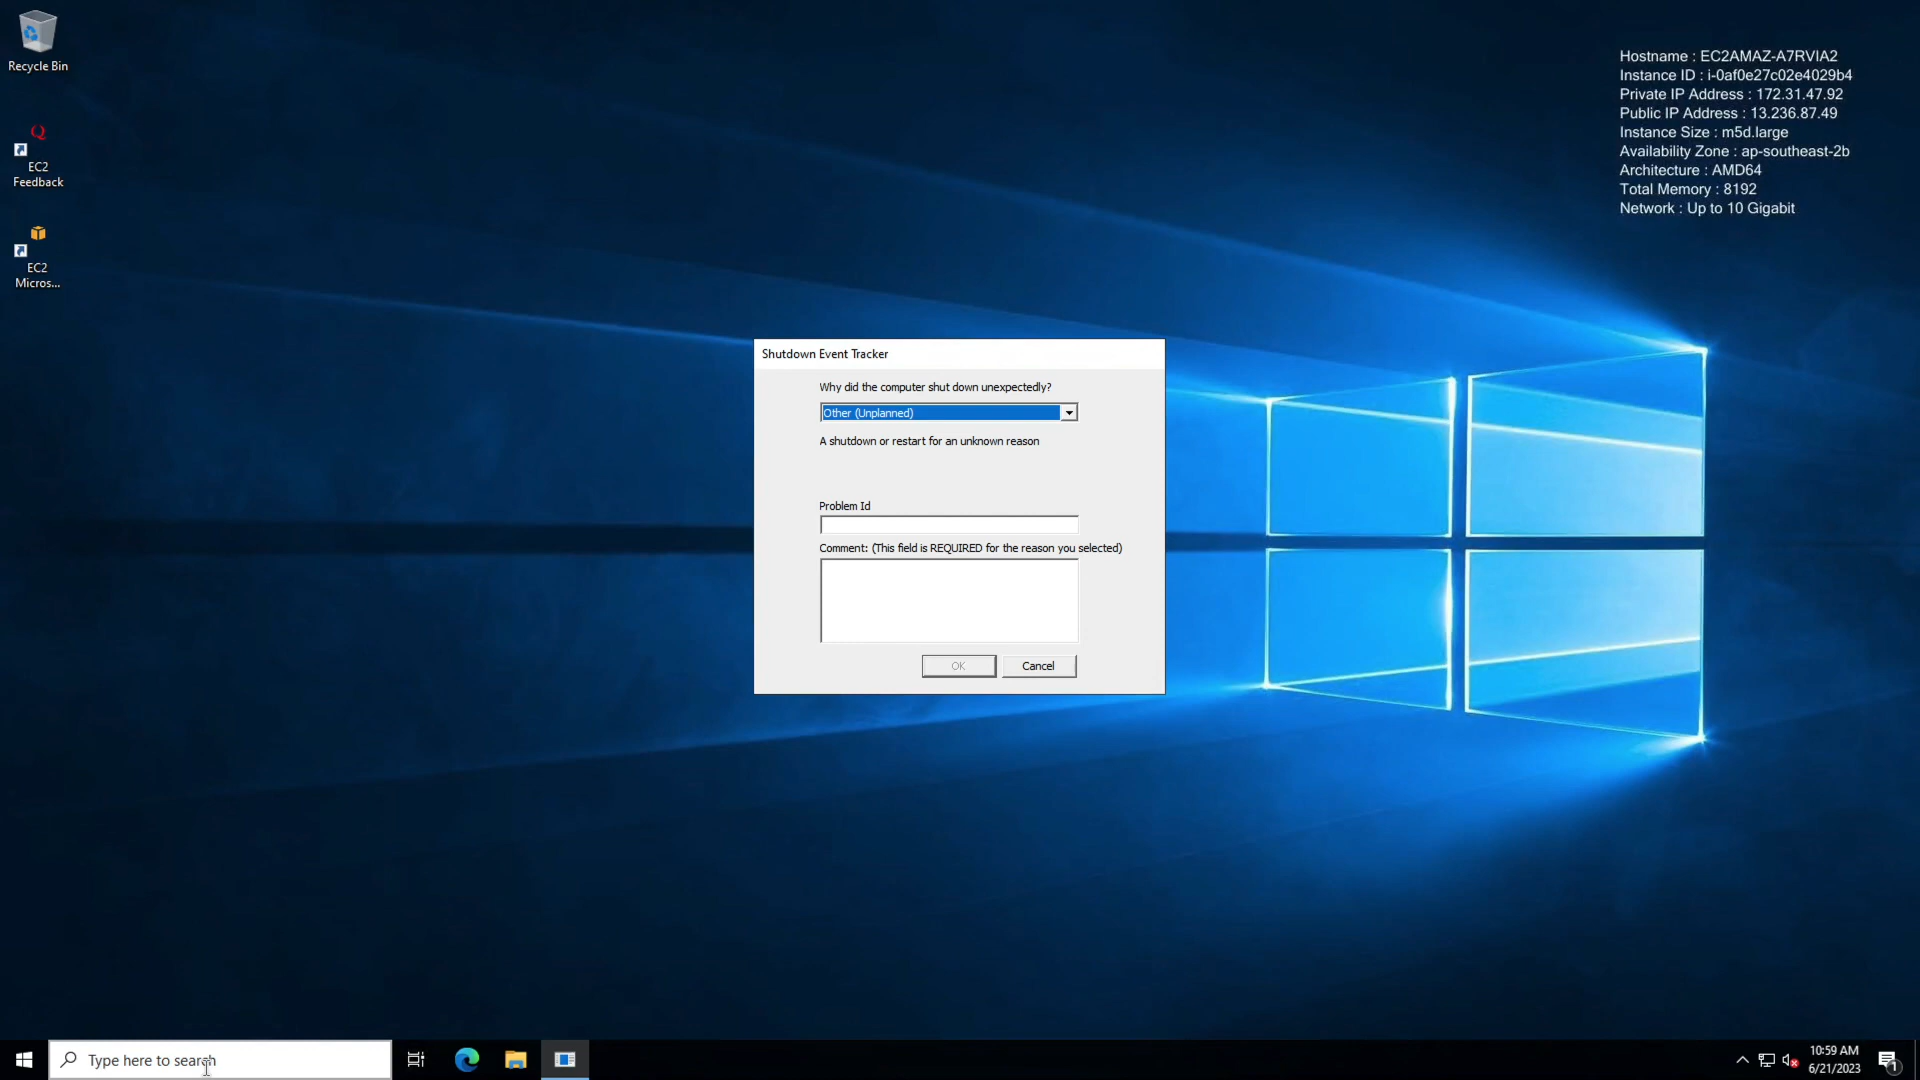 Recycle Bin
Q
EC2
Feedback
EC2
Micros...
Hostname : EC2AMAZ-A7RVIA2
Instance ID : i-0af0e27c02e4029b4
Private IP Address : 172.31.47.92
Public IP Address : 13.236.87.49
Instance Size : m5d.large
Availability Zone : ap-southeast-2b
Architecture : AMD64
Total Memory : 8192
Network : Up to 10 Gigabit
Shutdown Event Tracker
Why did the computer shut down unexpectedly?
Other (Unplanned)
A shutdown or restart for an unknown reason
Problem Id
Comment: (This field is REQUIRED for the reason you selected)
OK Cancel
Type here to search
10:59 AM
6/21/2023
1